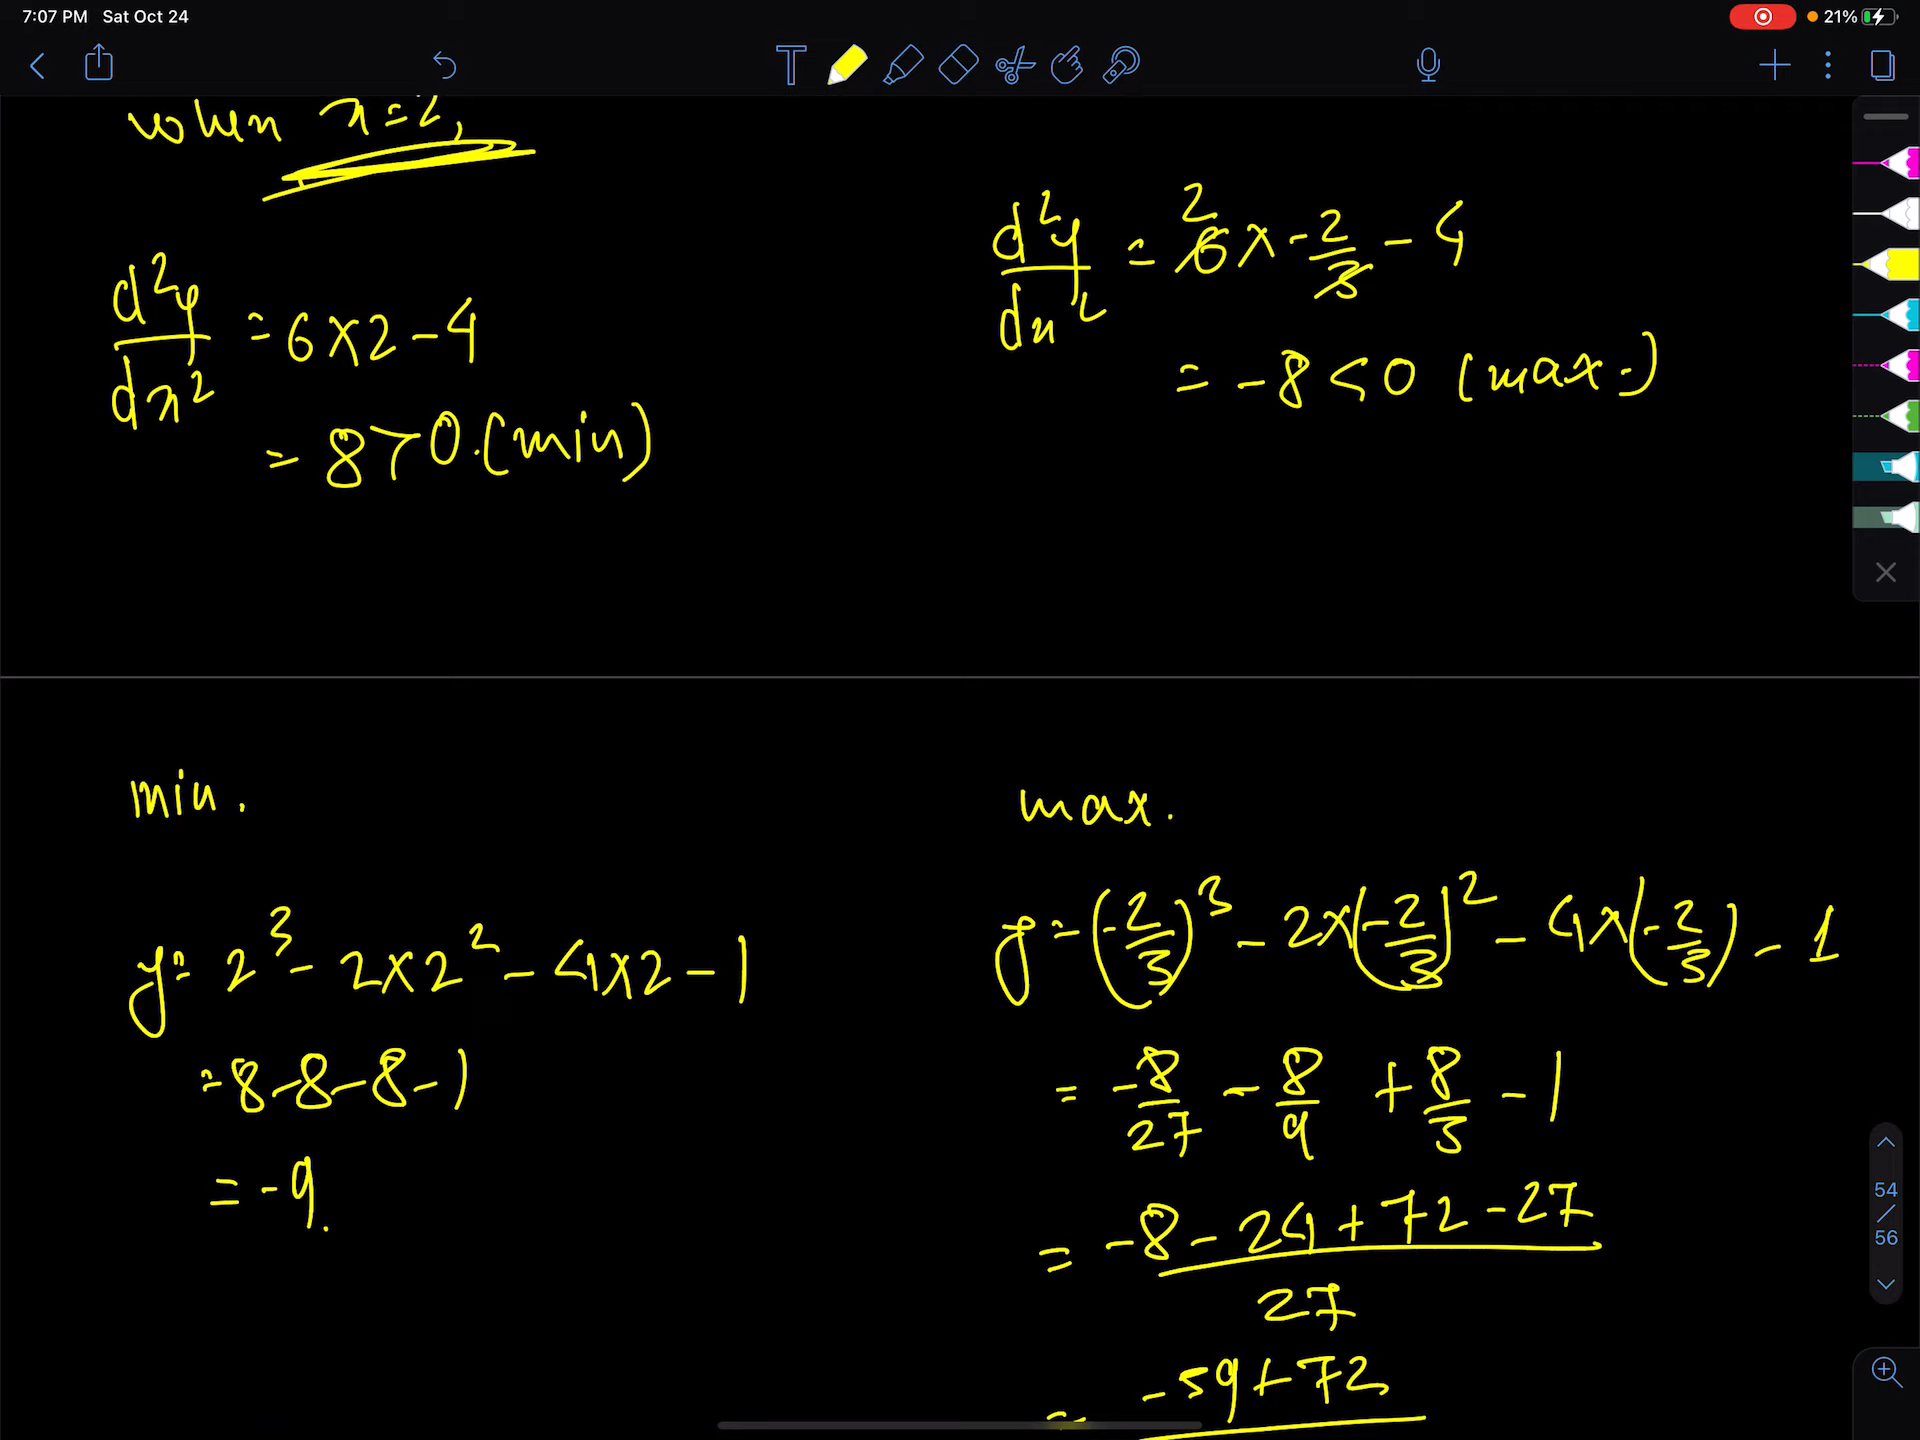 7:07 PM Sat Oct 24
21%
when x=2,
d²y/dx² = 6×2-4
= 8>0.(min)
d²y/dx² = 2 6× -2/3 - 4
= -8<0 (max.)
min.
y= 2³- 2×2² - 4×2 - 1
=8-8-8-1
= -9.
max.
y=(-2/3)³ - 2×(-2/3)² - 4×(-2/3) - 1
= -8/27 - 8/9 + 8/3 - 1
= -8-24+72-27/27
= -59+72
54
/
56